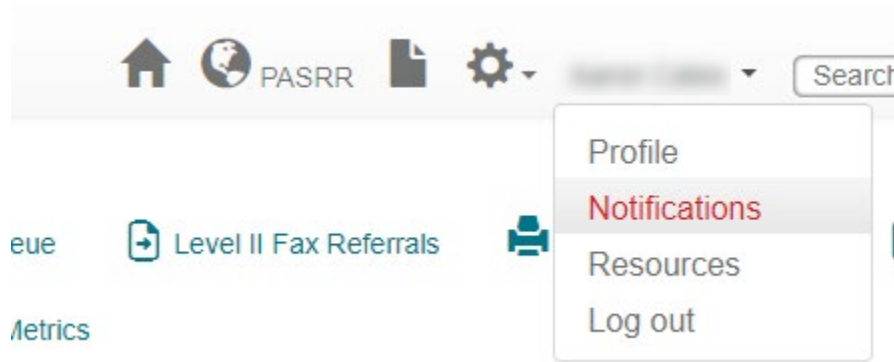 PASRR
Search
Profile
Notifications
eue
Level II Fax Referrals
Resources
Log out
Metrics